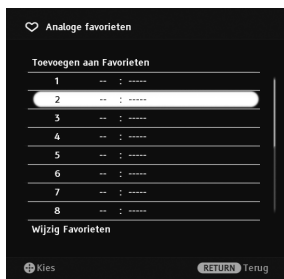 Analoge favorieten
Toevoegen aan Favorieten
1 -- : -----
2 -- : -----
3 -- : -----
4 -- : -----
5 -- : -----
6 -- : -----
7 -- : -----
8 -- : -----
Wijzig Favorieten
Kies RETURN Terug